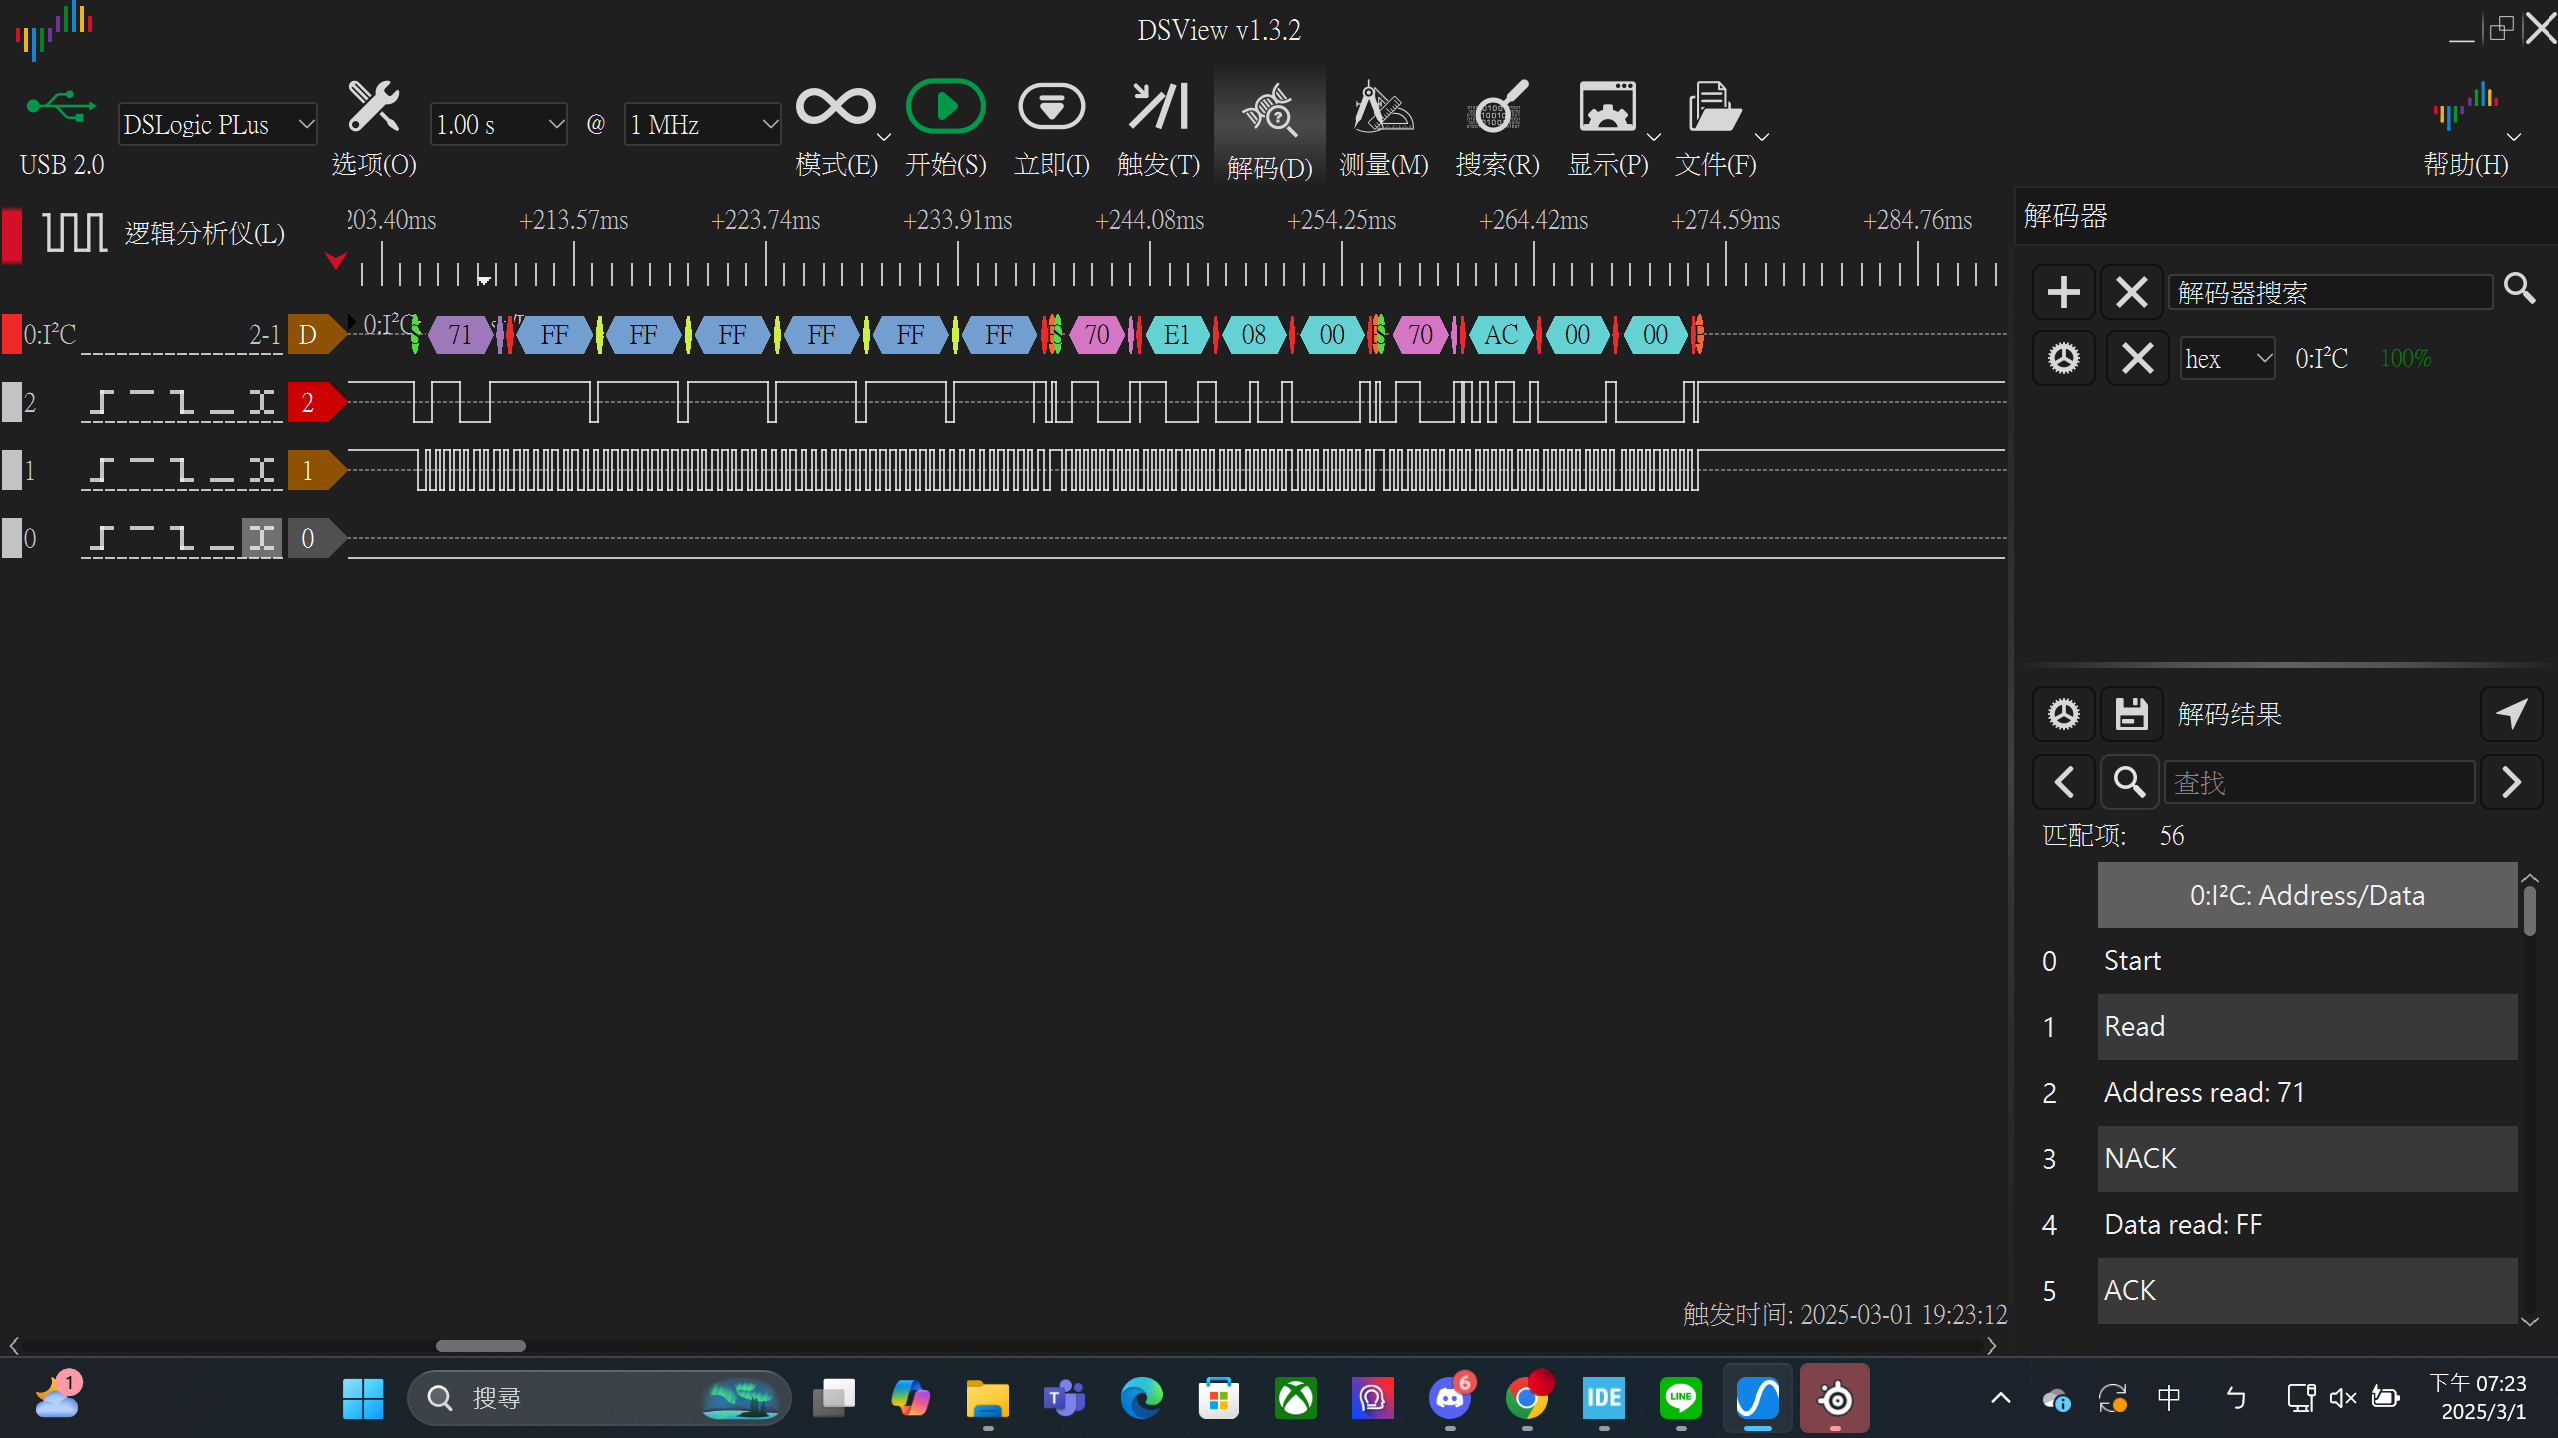 DSView v1.3.2
USB 2.0
DSLogic PLus
选项(O)
1.00 s
@
1 MHz
模式(E)
开始(S)
立即(I)
触发(T)
解码(D)
测量(M)
搜索(R)
显示(P)
文件(F)
帮助(H)
逻辑分析仪(L)
203.40ms +213.57ms +223.74ms +233.91ms +244.08ms +254.25ms +264.42ms +274.59ms +284.76ms
0:I²C 2-1 D 0:I²C 71 FF FF FF FF FF FF 70 E1 08 00 70 AC 00 00
2 2
1 1
0 0
触发时间: 2025-03-01 19:23:12
解码器
解码器搜索
hex 0:I²C 100%
解码结果
查找
匹配项: 56
0:I²C: Address/Data
0 Start
1 Read
2 Address read: 71
3 NACK
4 Data read: FF
5 ACK
1
搜尋
T
6
IDE
LINE
中
ㄣ
下午 07:23
2025/3/1